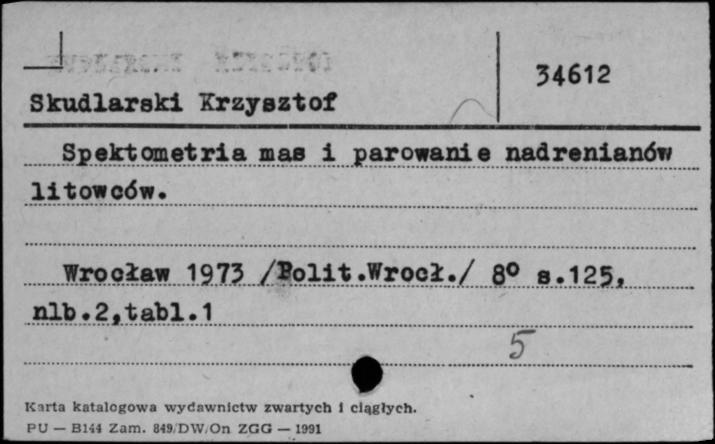 34612
Skudlarski Krzysztof
Spektometria mas i parowanie nadrenianów
litowców.
Wrocław 1973 /Polit.Wrocł./ 8° s.125,
nlb.2,tabl.1
5
Karta katalogowa wydawnictw zwartych i ciągłych.
PU — B144 Zam. 849/DW/On ZGG — 1991